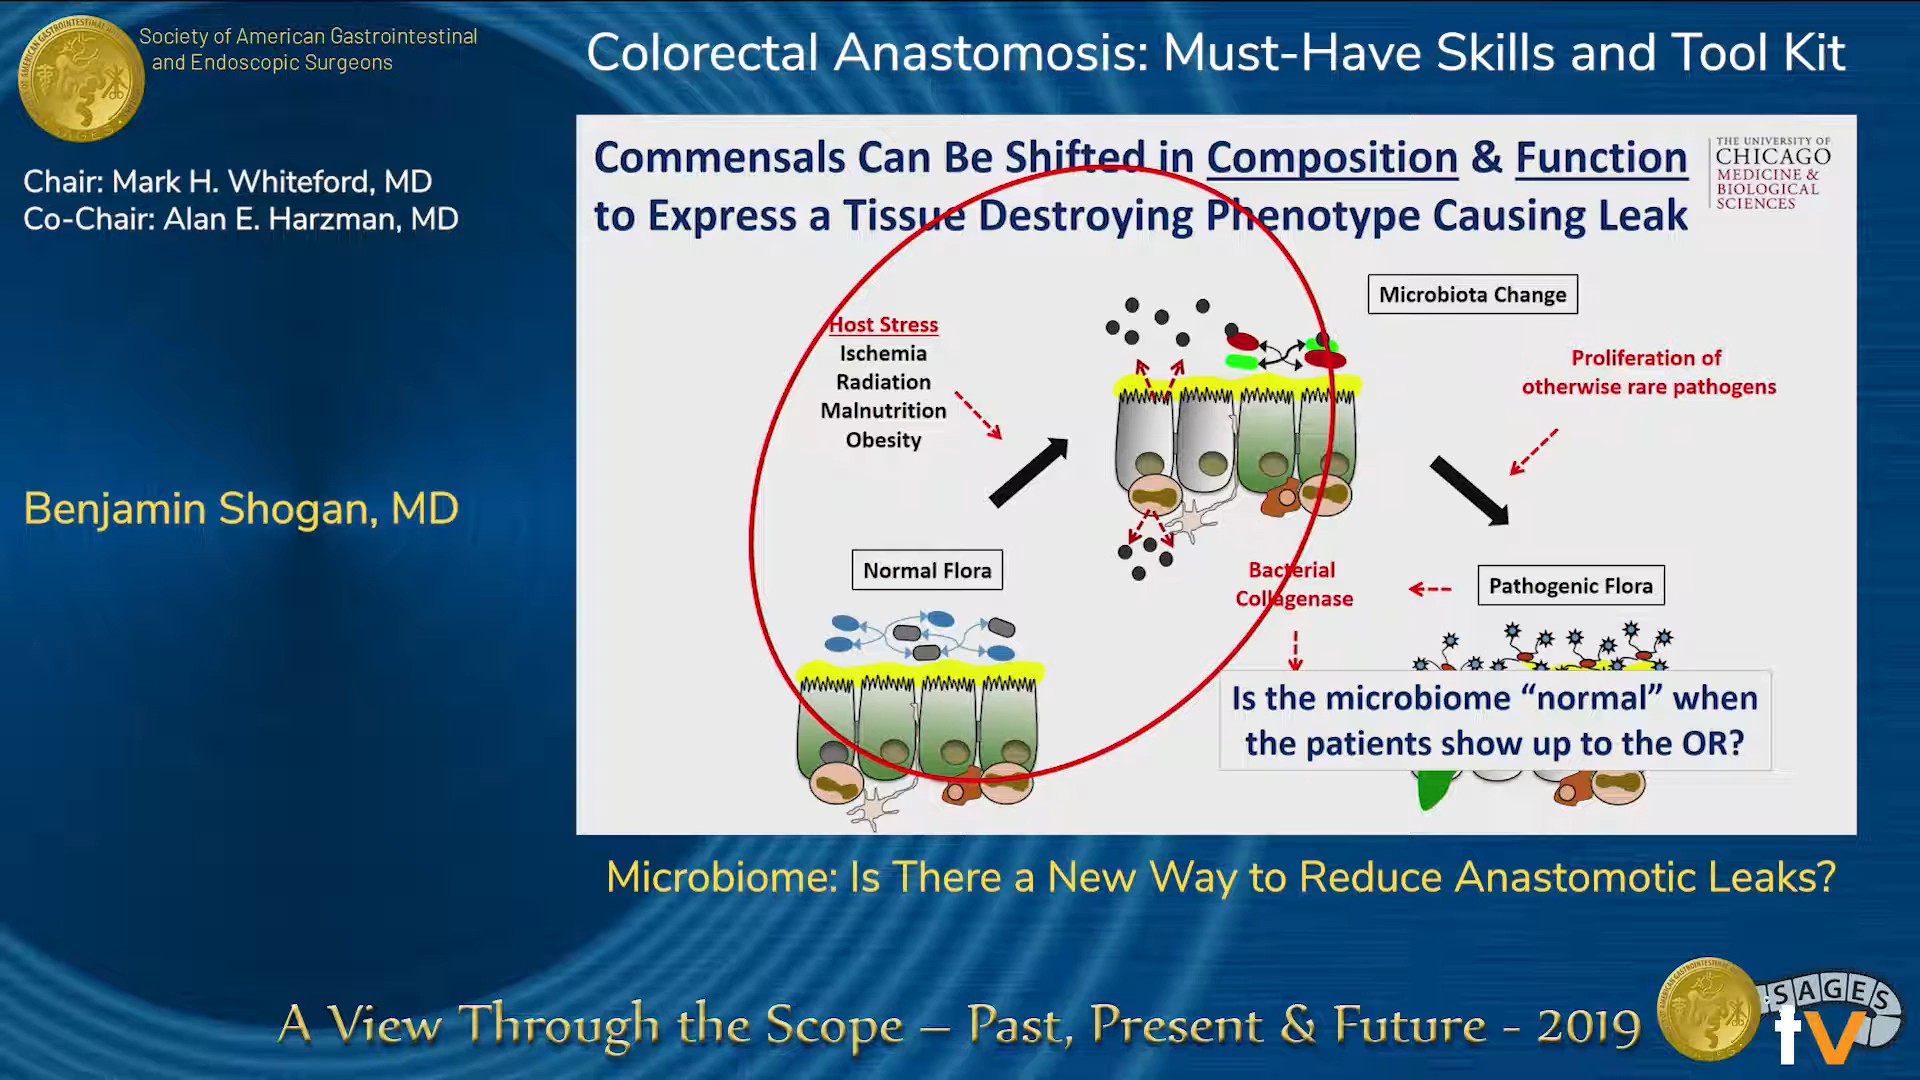 Society of American Gastrointestinal
and Endoscopic Surgeons
Colorectal Anastomosis: Must-Have Skills and Tool Kit
Chair: Mark H. Whiteford, MD
Co-Chair: Alan E. Harzman, MD
Benjamin Shogan, MD
Commensals Can Be Shifted in Composition & Function
to Express a Tissue Destroying Phenotype Causing Leak
THE UNIVERSITY OF
CHICAGO
MEDICINE &
BIOLOGICAL
SCIENCES
Microbiota Change
Host Stress
Ischemia
Radiation
Malnutrition
Obesity
Proliferation of
otherwise rare pathogens
Normal Flora
Bacterial
Collagenase
Pathogenic Flora
Is the microbiome “normal” when
the patients show up to the OR?
Microbiome: Is There a New Way to Reduce Anastomotic Leaks?
A View Through the Scope – Past, Present & Future - 2019
SAGES
tv